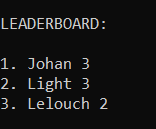 LEADERBOARD:
1. Johan 3
2. Light 3
3. Lelouch 2